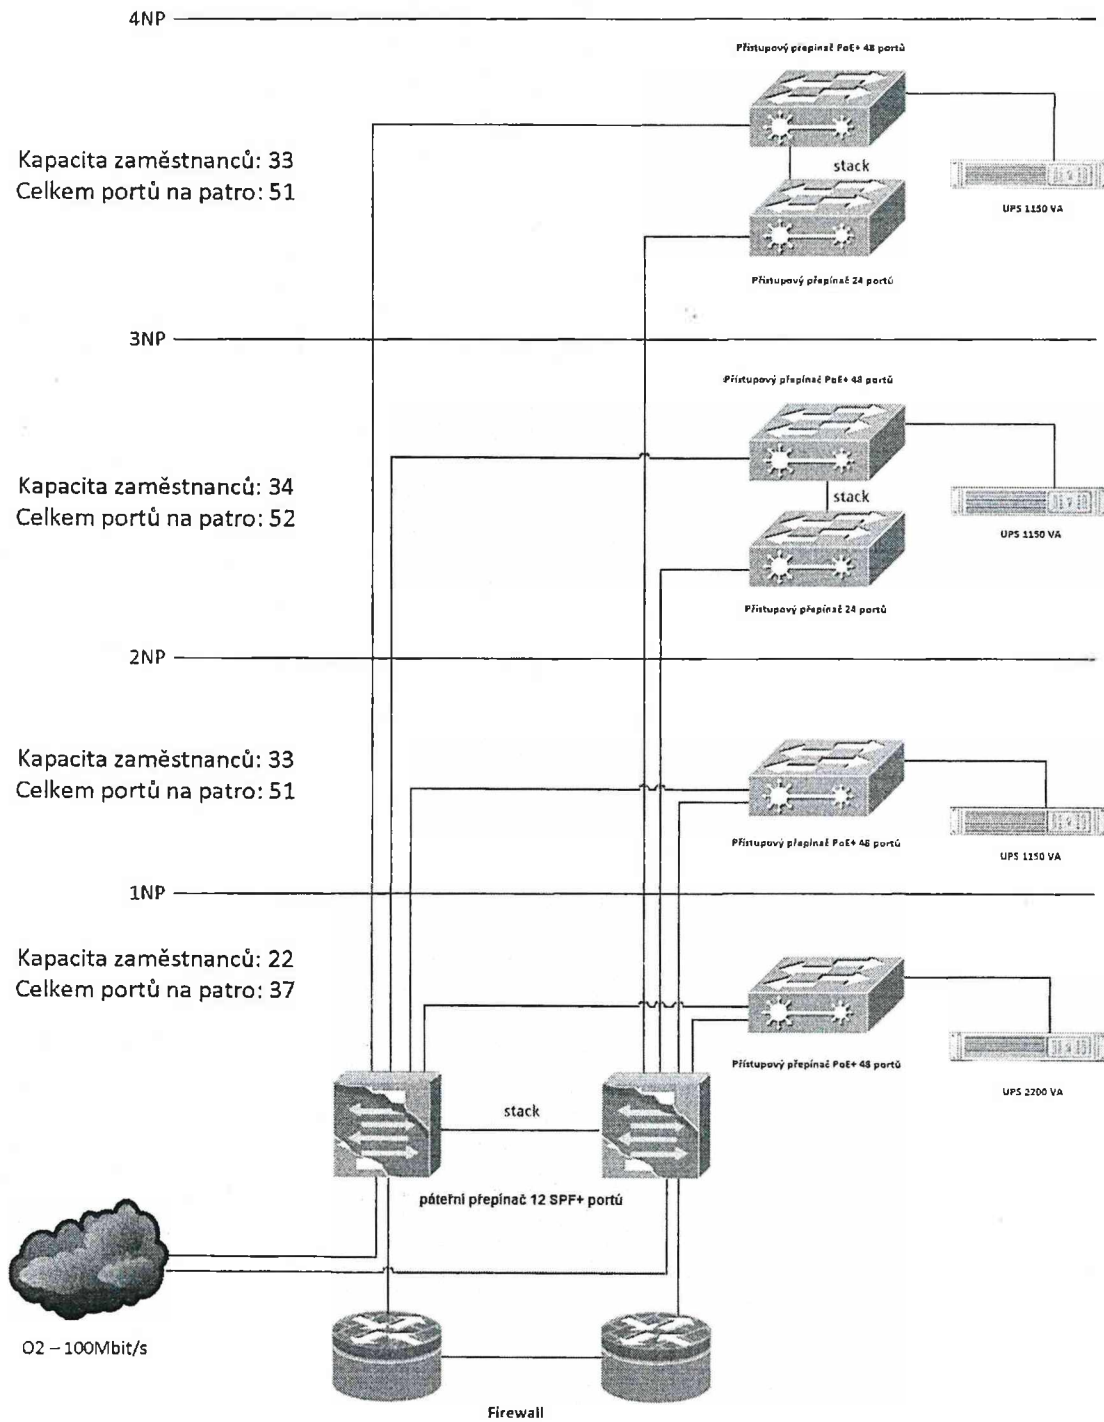 4NP
Přístupový přepínač PoE+ 48 portů
Kapacita zaměstnanců: 33
Celkem portů na patro: 51
stack
UPS 1150 VA
Přístupový přepínač 24 portů
3NP
Přístupový přepínač PoE+ 48 portů
Kapacita zaměstnanců: 34
Celkem portů na patro: 52
stack
UPS 1150 VA
Přístupový přepínač 24 portů
2NP
Kapacita zaměstnanců: 33
Celkem portů na patro: 51
Přístupový přepínač PoE+ 48 portů
UPS 1150 VA
1NP
Kapacita zaměstnanců: 22
Celkem portů na patro: 37
Přístupový přepínač PoE+ 48 portů
UPS 2200 VA
stack
páteřní přepínač 12 SPF+ portů
O2 – 100Mbit/s
Firewall